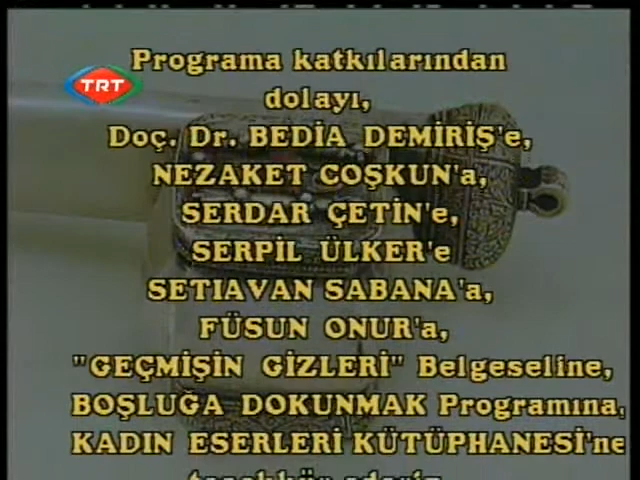 Programa katkılarından
TRT
dolayı,
Doç. Dr. BEDİA DEMİRİŞ'e,
NEZAKET COŞKUN'a,
SERDAR ÇETİN'e,
SERPİL ÜLKER'e
SETIAVAN SABANA'a,
FÜSUN ONUR'a,
"GEÇMİŞİN GİZLERİ" Belgeseline,
BOŞLUĞA DOKUNMAK Programına,
KADIN ESERLERİ KÜTÜPHANESİ'ne